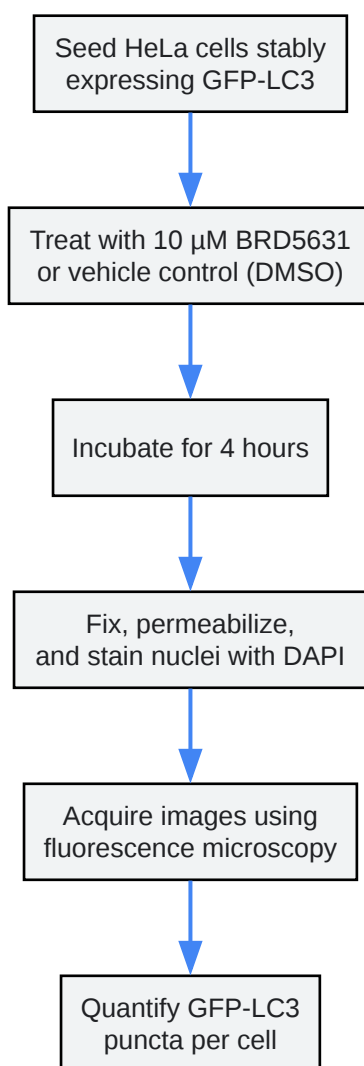 Seed HeLa cells stably
expressing GFP-LC3
Treat with 10 µM BRD5631
or vehicle control (DMSO)
Incubate for 4 hours
Fix, permeabilize,
and stain nuclei with DAPI
Acquire images using
fluorescence microscopy
Quantify GFP-LC3
puncta per cell